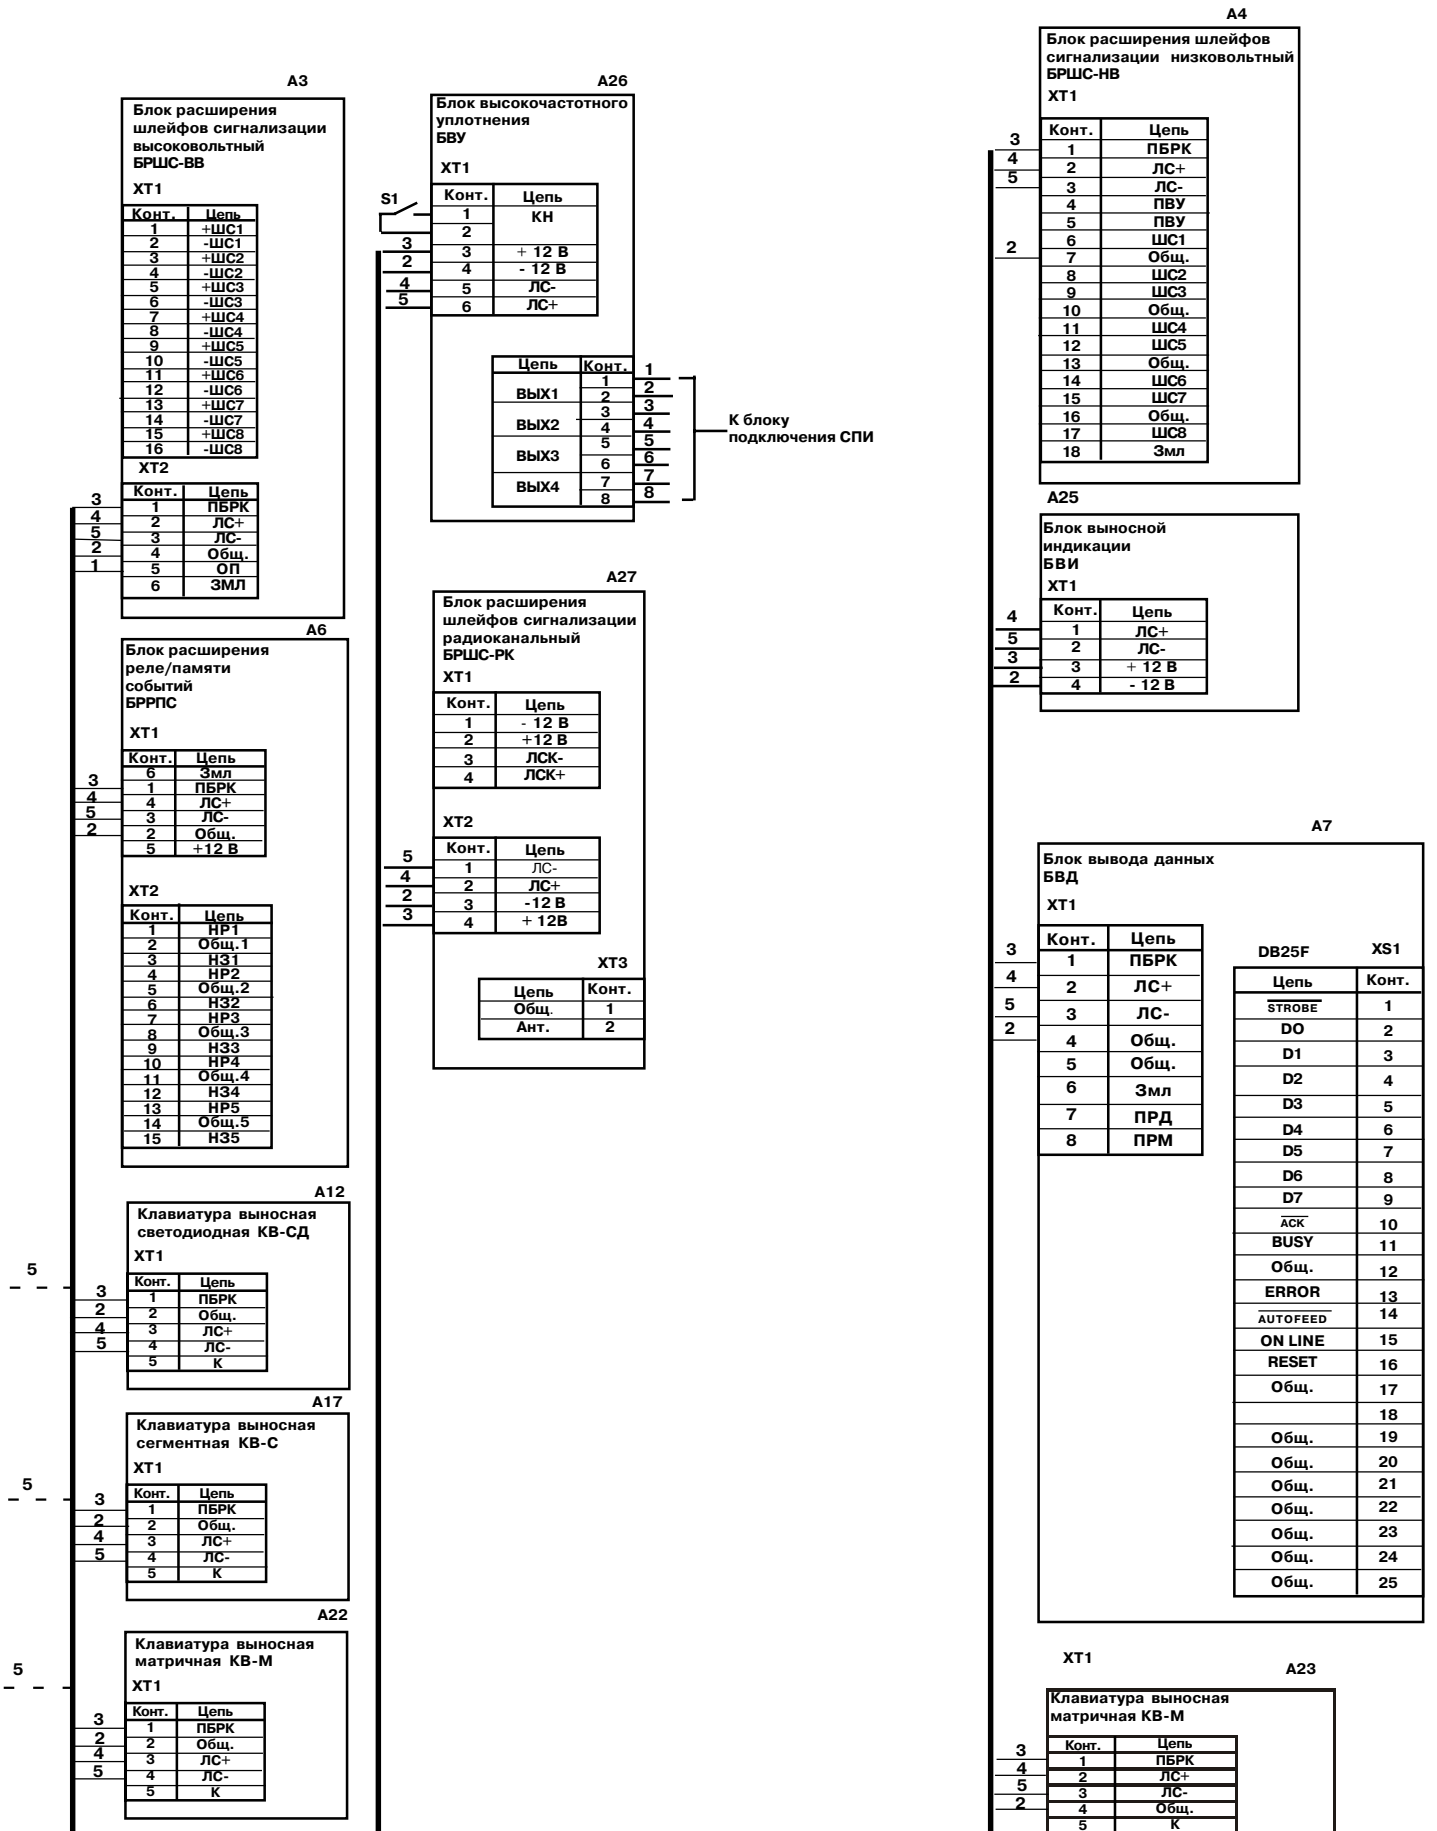 А3
Блок расширения
шлейфов сигнализации
высоковольтный
БРШС-ВВ
XT1
Конт. Цепь
1 +ШС1
2 -ШС1
3 +ШС2
4 -ШС2
5 +ШС3
6 -ШС3
7 +ШС4
8 -ШС4
9 +ШС5
10 -ШС5
11 +ШС6
12 -ШС6
13 +ШС7
14 -ШС7
15 +ШС8
16 -ШС8
XT2
Конт. Цепь
3 1 ПБРК
4 2 ЛС+
5 3 ЛС-
2 4 Общ.
1 5 ОП
6 ЗМЛ
А6
Блок расширения
реле/памяти
событий
БРРПС
XT1
Конт. Цепь
6 Змл
3 1 ПБРК
4 4 ЛС+
5 3 ЛС-
2 2 Общ.
5 +12 В
XT2
Конт. Цепь
1 НР1
2 Общ.1
3 НЗ1
4 НР2
5 Общ.2
6 НЗ2
7 НР3
8 Общ.3
9 НЗ3
10 НР4
11 Общ.4
12 НЗ4
13 НР5
14 Общ.5
15 НЗ5
А12
Клавиатура выносная
светодиодная КВ-СД
XT1
5
Конт. Цепь
3 1 ПБРК
2 2 Общ.
4 3 ЛС+
5 4 ЛС-
5 К
А17
Клавиатура выносная
сегментная КВ-С
XT1
5
Конт. Цепь
3 1 ПБРК
2 2 Общ.
4 3 ЛС+
5 4 ЛС-
5 К
А22
Клавиатура выносная
матричная КВ-М
XT1
5
Конт. Цепь
3 1 ПБРК
2 2 Общ.
4 3 ЛС+
5 4 ЛС-
5 К
А26
Блок высокочастотного
уплотнения
БВУ
XT1
S1
Конт. Цепь
1 КН
2
3 3 + 12 В
2 4 - 12 В
4 5 ЛС-
5 6 ЛС+
Цепь Конт.
ВЫХ1 1 1
2 2
ВЫХ2 3 3
4 4
ВЫХ3 5 5
6 6
ВЫХ4 7 7
8 8
К блоку
подключения СПИ
А27
Блок расширения
шлейфов сигнализации
радиоканальный
БРШС-РК
XT1
Конт. Цепь
1 - 12 В
2 +12 В
3 ЛСК-
4 ЛСК+
XT2
Конт. Цепь
5 1 ЛС-
4 2 ЛС+
2 3 -12 В
3 4 + 12В
XT3
Цепь Конт.
Общ. 1
Ант. 2
А4
Блок расширения шлейфов
сигнализации низковольтный
БРШС-НВ
XT1
Конт. Цепь
3 1 ПБРК
4 2 ЛС+
5 3 ЛС-
4 ПВУ
5 ПВУ
6 ШС1
2 7 Общ.
8 ШС2
9 ШС3
10 Общ.
11 ШС4
12 ШС5
13 Общ.
14 ШС6
15 ШС7
16 Общ.
17 ШС8
18 Змл
А25
Блок выносной
индикации
БВИ
XT1
Конт. Цепь
4 1 ЛС+
5 2 ЛС-
3 3 + 12 В
2 4 - 12 В
А7
Блок вывода данных
БВД
XT1
Конт. Цепь
3 1 ПБРК
4 2 ЛС+
5 3 ЛС-
2 4 Общ.
5 Общ.
6 Змл
7 ПРД
8 ПРМ
DB25F XS1
Цепь Конт.
STROBE 1
DO 2
D1 3
D2 4
D3 5
D4 6
D5 7
D6 8
D7 9
ACK 10
BUSY 11
Общ. 12
ERROR 13
AUTOFEED 14
ON LINE 15
RESET 16
Общ. 17
18
Общ. 19
Общ. 20
Общ. 21
Общ. 22
Общ. 23
Общ. 24
Общ. 25
XT1
А23
Клавиатура выносная
матричная КВ-М
Конт. Цепь
3 1 ПБРК
4 2 ЛС+
5 3 ЛС-
2 4 Общ.
5 К